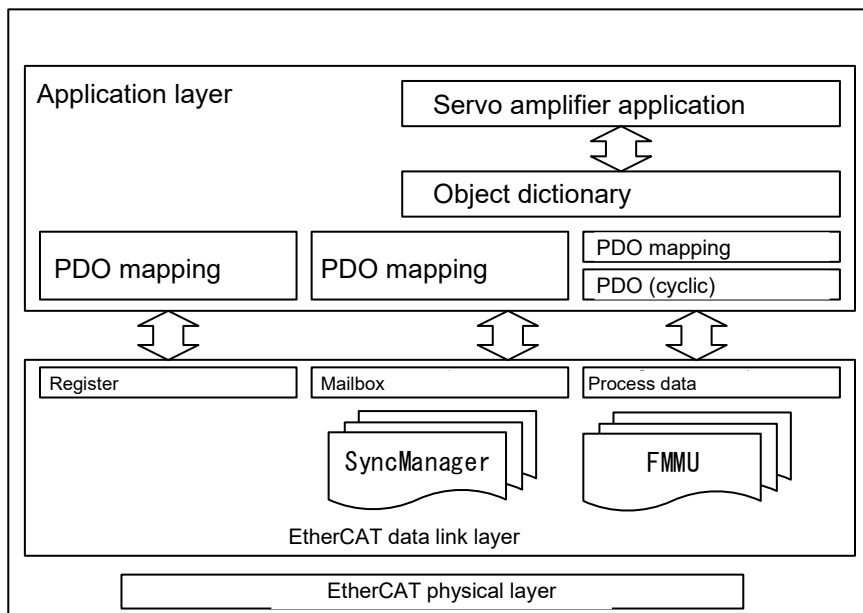 Application layer
Servo amplifier application
Object dictionary
PDO mapping
PDO mapping
PDO mapping
PDO (cyclic)
Register
Mailbox
Process data
SyncManager
FMMU
EtherCAT data link layer
EtherCAT physical layer